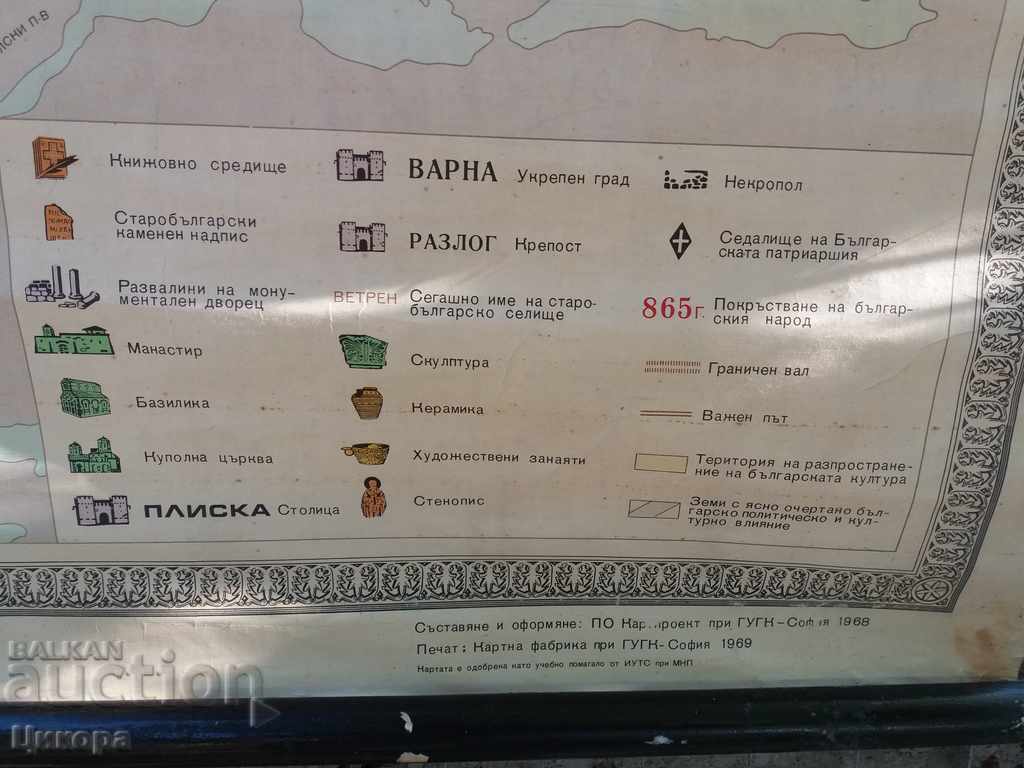 ЛСКИ П-В
Книжовно средище
Старобългарски
каменен надпис
Развалини на мону-
ментален дворец
Манастир
Базилика
Куполна църква
ПЛИСКА Столица
ВАРНА Укрепен град
РАЗЛОГ Крепост
ВЕТРЕН Сегашно име на старо-
българско селище
Скулптура
Керамика
Художествени занаяти
Стенопис
Некропол
Седалище на Българ-
ската патриаршия
865г. Покръстване на българ-
ския народ
Граничен вал
Важен път
Територия на разпростране-
ние на българската култура
Земи с ясно очертано бъл-
гарско политическо и кул-
турно влияние
Съставяне и оформяне: ПО Картпроект при ГУГК-София 1968
Печат: Картна фабрика при ГУГК-София 1969
Картата е одобрена като учебно помагало от ИУТС при МНП
BALKAN
auction
Цикора